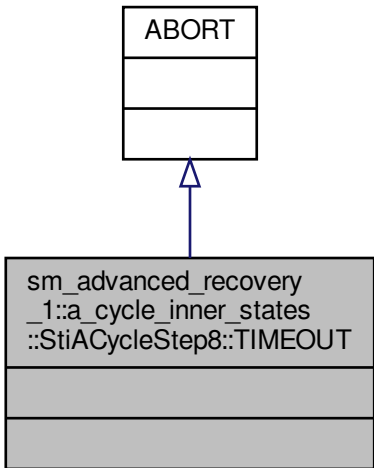 ABORT
sm_advanced_recovery
_1::a_cycle_inner_states
::StiACycleStep8::TIMEOUT